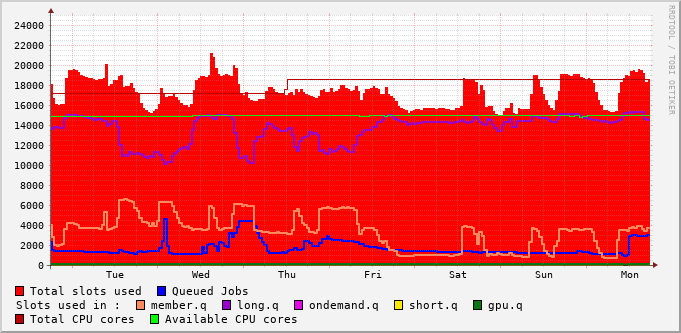 24000
22000
20000
18000
16000
14000
12000
10000
8000
6000
4000
2000
0
Tue Wed Thu Fri Sat Sun Mon
RRDTOOL / TOBI OETIKER
Total slots used Queued Jobs
Slots used in : member.q long.q ondemand.q short.q gpu.q
Total CPU cores Available CPU cores